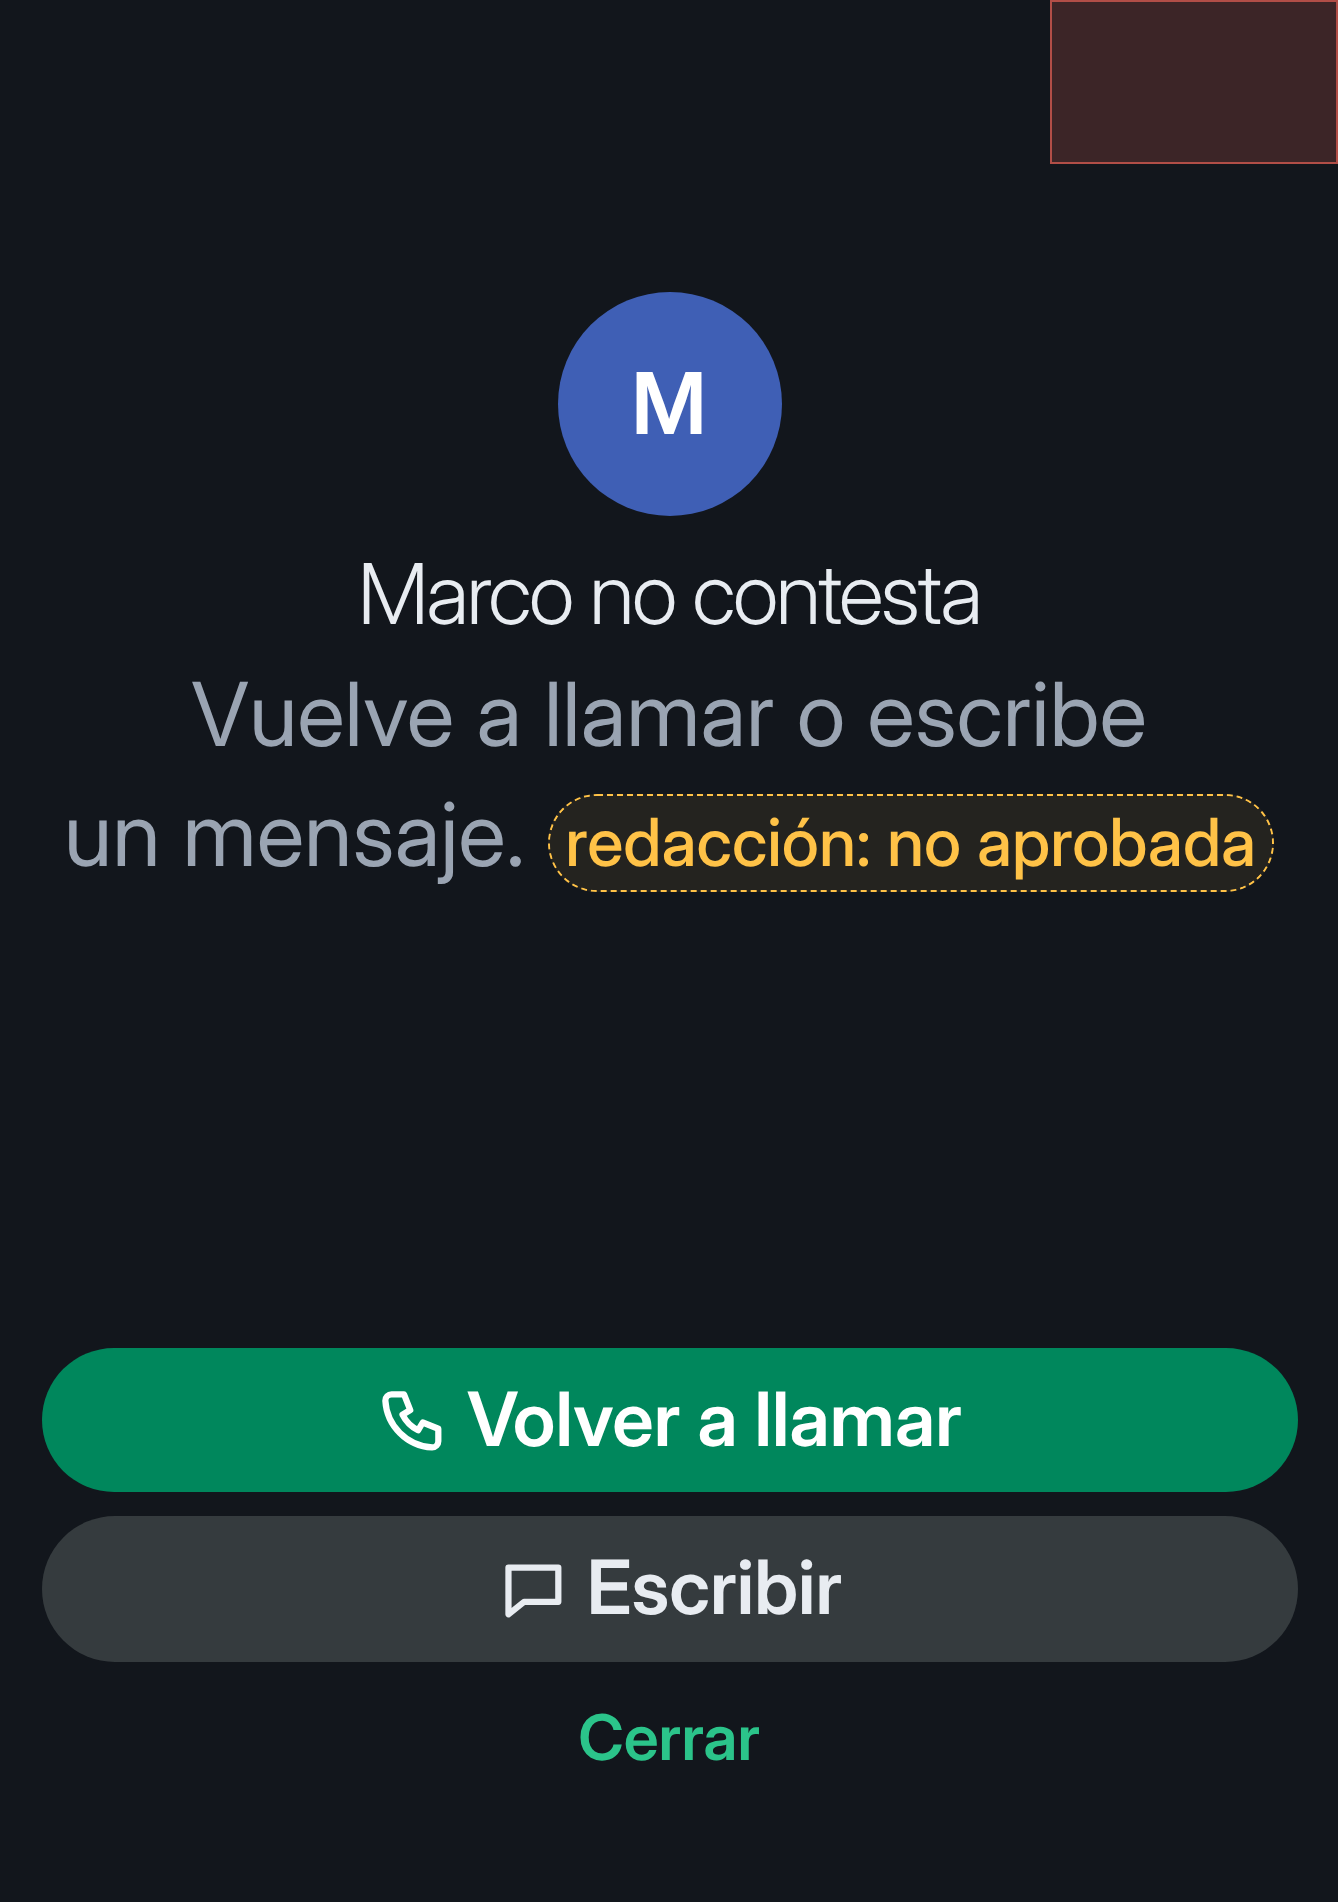 M
Marco no contesta
Vuelve a llamar o escribe
un mensaje. redacción: no aprobada
Volver a llamar
Escribir
Cerrar